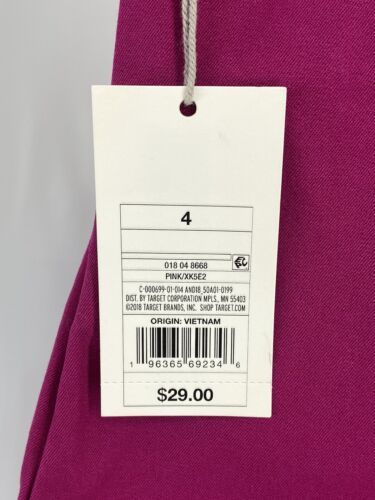 4
018 04 8668
PINK/XK5E2
C-000699-01-014 AND18_50A01-0199
DIST. BY TARGET CORPORATION MPLS., MN 55403
©2018 TARGET BRANDS, INC. SHOP TARGET.COM
ORIGIN: VIETNAM
1 96365 69234 6
$29.00